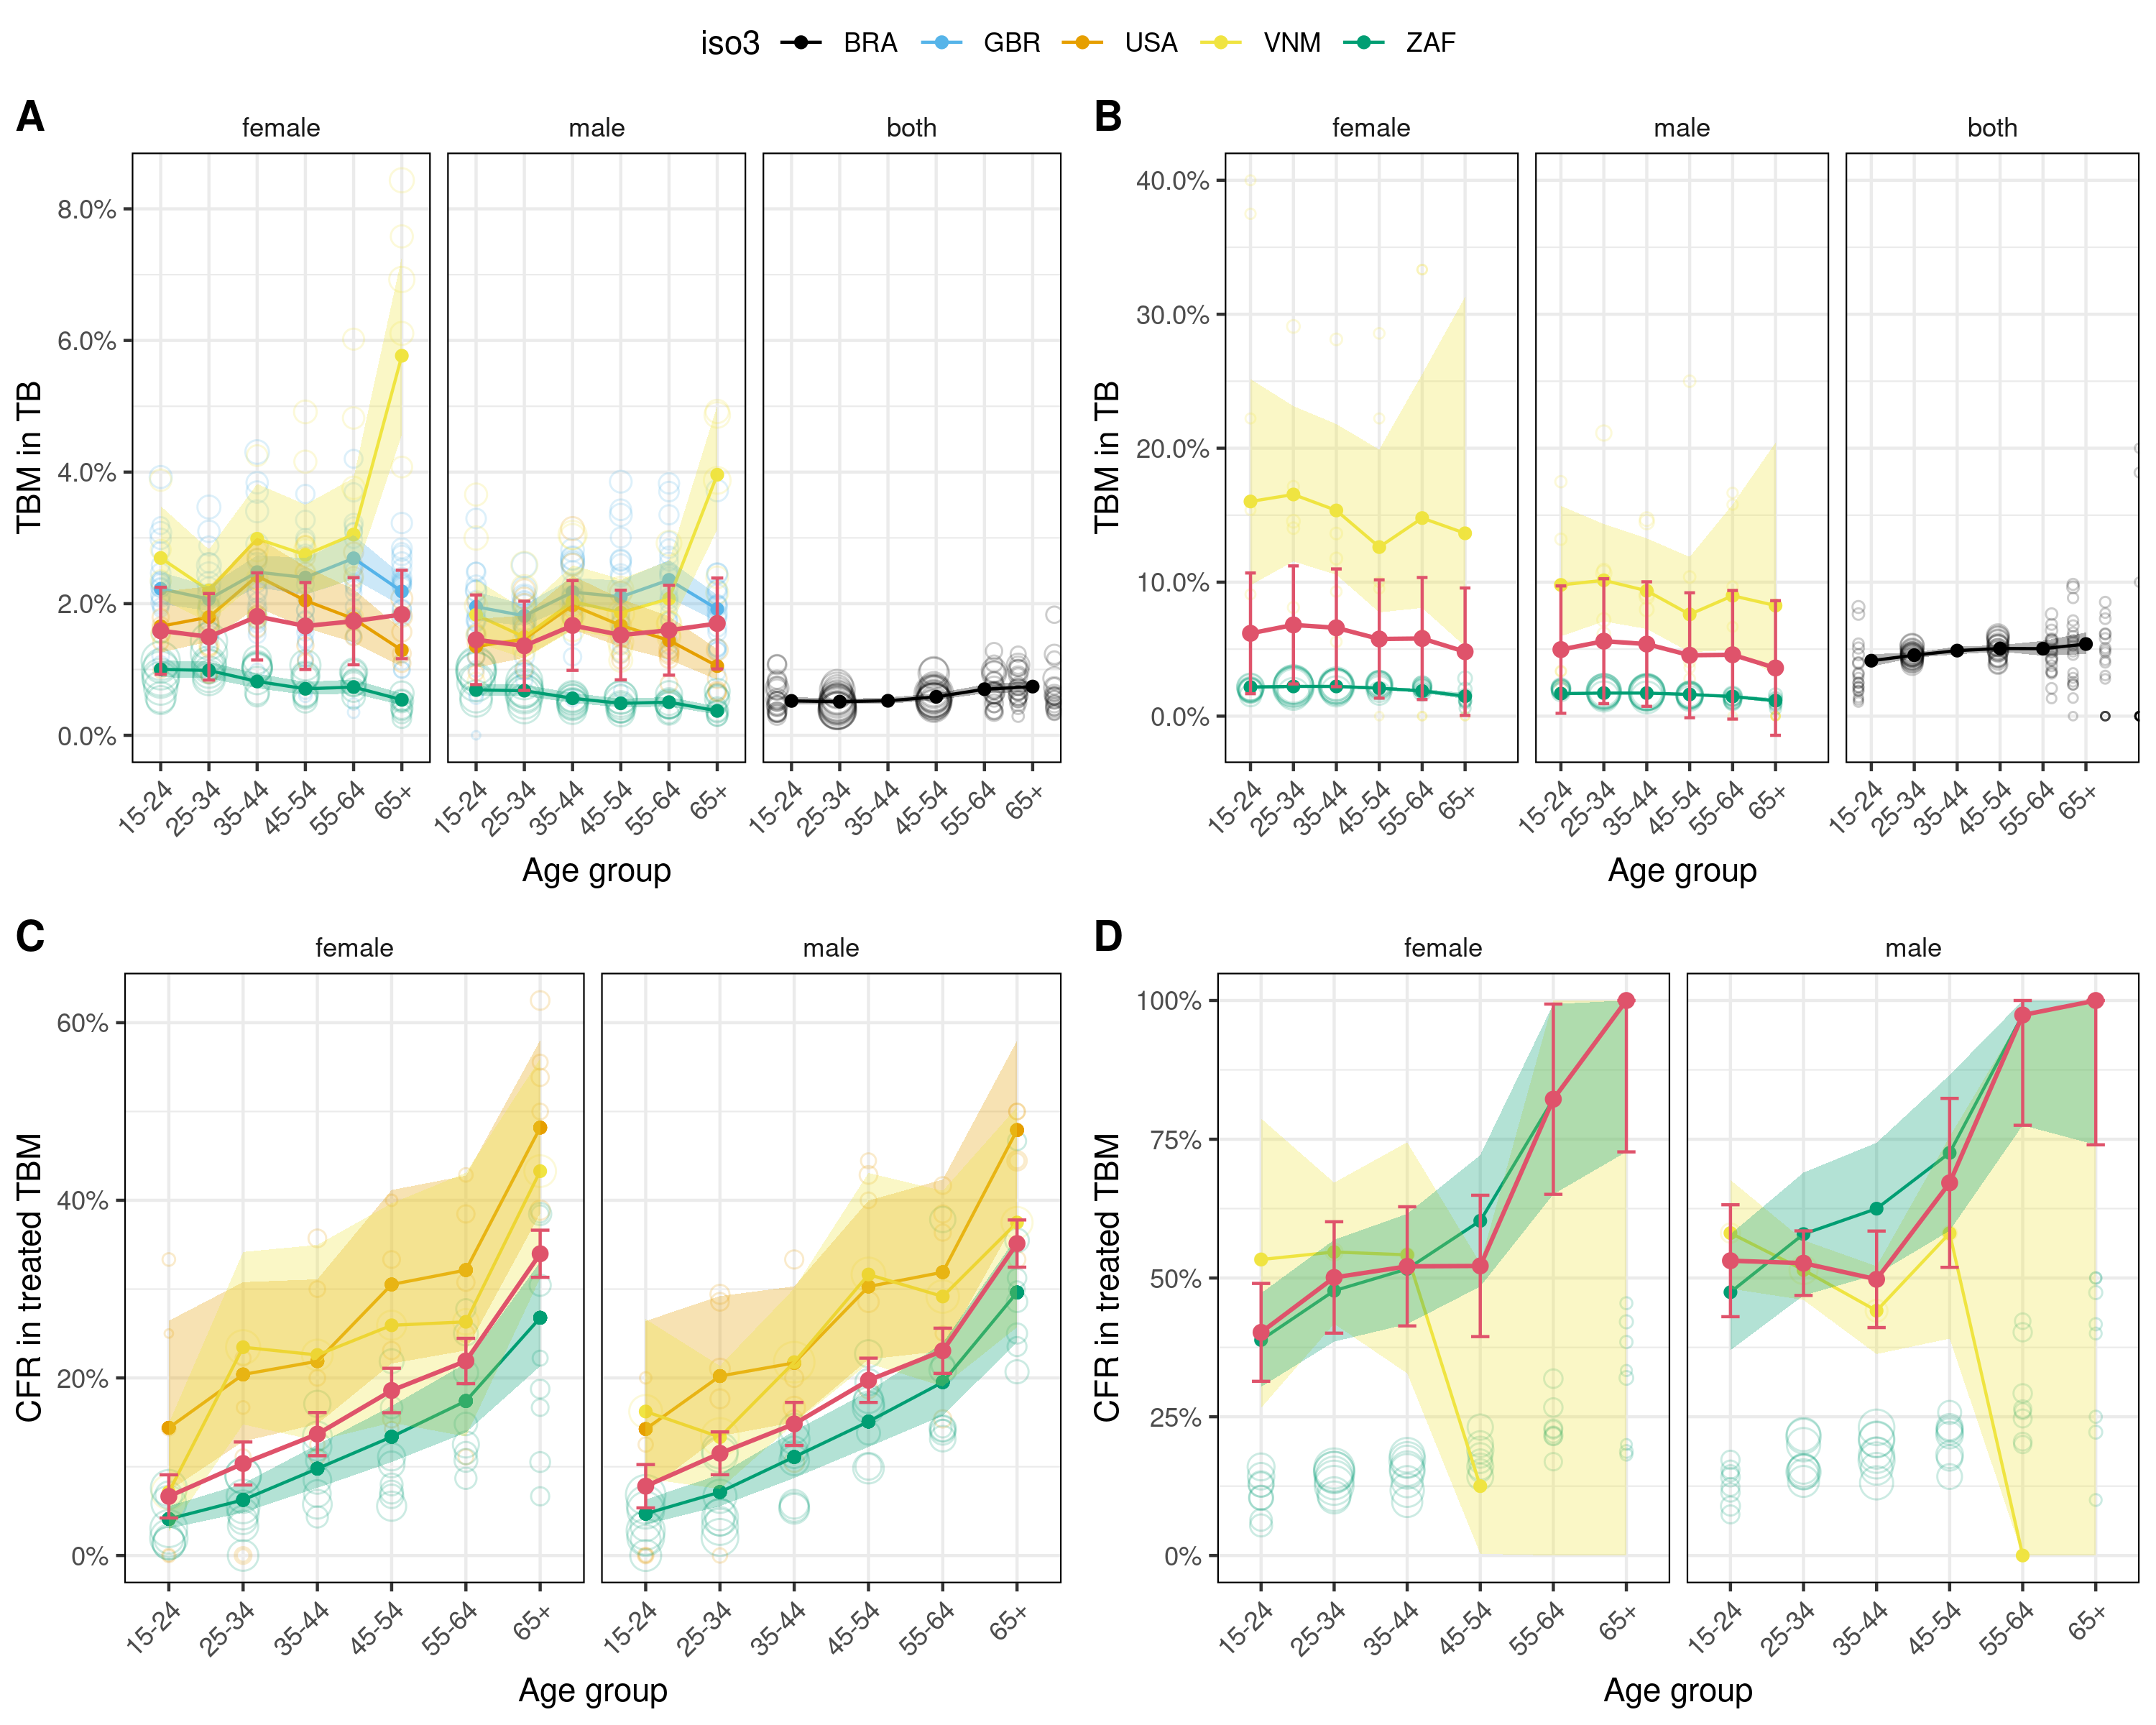 iso3 BRA GBR USA VNM ZAF
A
female male both
TBM in TB
8.0%
6.0%
4.0%
2.0%
0.0%
15-24 25-34 35-44 45-54 55-64 65+ 15-24 25-34 35-44 45-54 55-64 65+ 15-24 25-34 35-44 45-54 55-64 65+
Age group
B
female male both
TBM in TB
40.0%
30.0%
20.0%
10.0%
0.0%
15-24 25-34 35-44 45-54 55-64 65+ 15-24 25-34 35-44 45-54 55-64 65+ 15-24 25-34 35-44 45-54 55-64 65+
Age group
C
female male
CFR in treated TBM
60%
40%
20%
0%
15-24 25-34 35-44 45-54 55-64 65+ 15-24 25-34 35-44 45-54 55-64 65+
Age group
D
female male
CFR in treated TBM
100%
75%
50%
25%
0%
15-24 25-34 35-44 45-54 55-64 65+ 15-24 25-34 35-44 45-54 55-64 65+
Age group